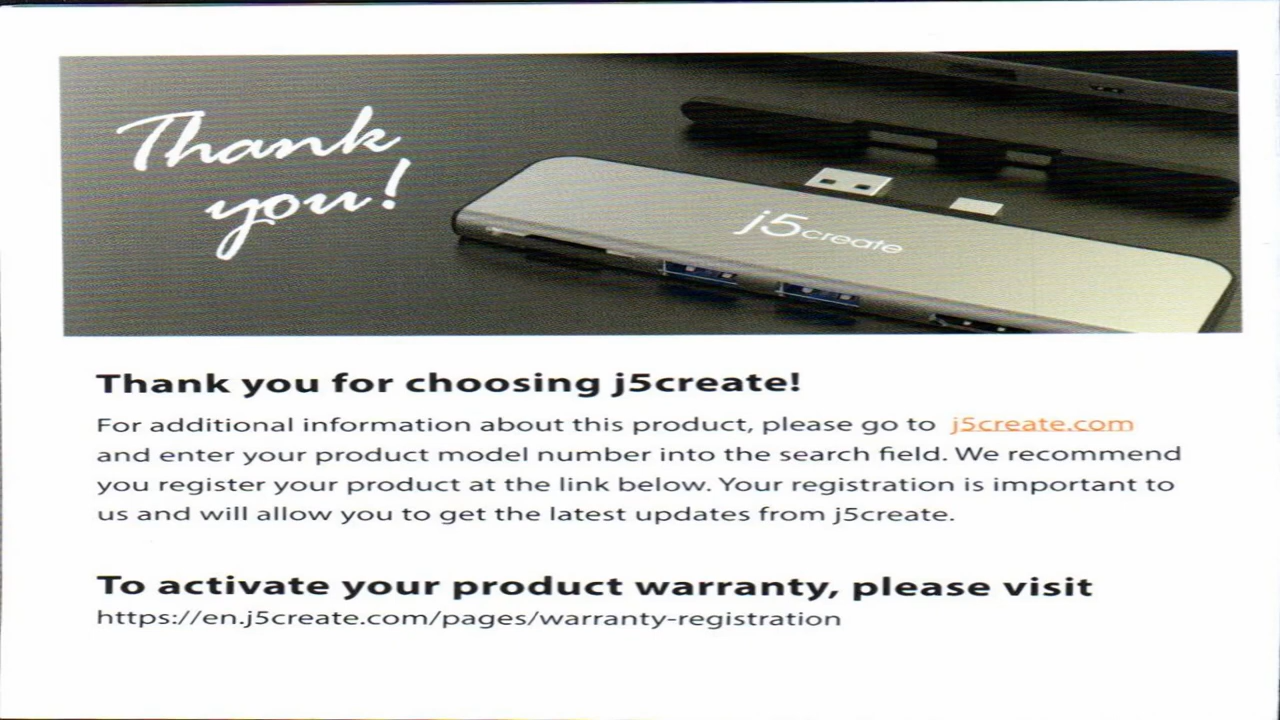 Thank
you!
j5create
Thank you for choosing j5create!
For additional information about this product, please go to j5create.com
and enter your product model number into the search field. We recommend
you register your product at the link below. Your registration is important to
us and will allow you to get the latest updates from j5create.
To activate your product warranty, please visit
https://en.j5create.com/pages/warranty-registration